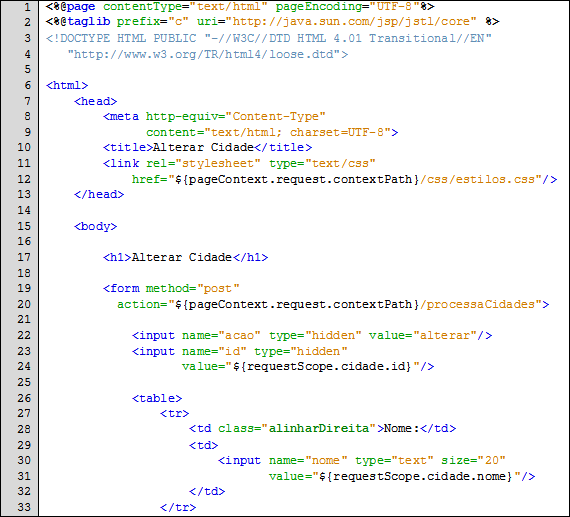 1 <%@page contentType="text/html" pageEncoding="UTF-8"%>
2 <%@taglib prefix="c" uri="http://java.sun.com/jsp/jstl/core" %>
3 <!DOCTYPE HTML PUBLIC "-//W3C//DTD HTML 4.01 Transitional//EN"
4    "http://www.w3.org/TR/html4/loose.dtd">
5
6 <html>
7     <head>
8         <meta http-equiv="Content-Type"
9               content="text/html; charset=UTF-8">
10         <title>Alterar Cidade</title>
11         <link rel="stylesheet" type="text/css"
12             href="${pageContext.request.contextPath}/css/estilos.css"/>
13     </head>
14
15     <body>
16
17         <h1>Alterar Cidade</h1>
18
19         <form method="post"
20           action="${pageContext.request.contextPath}/processaCidades">
21
22             <input name="acao" type="hidden" value="alterar"/>
23             <input name="id" type="hidden"
24                    value="${requestScope.cidade.id}"/>
25
26             <table>
27                 <tr>
28                     <td class="alinharDireita">Nome:</td>
29                     <td>
30                         <input name="nome" type="text" size="20"
31                                value="${requestScope.cidade.nome}"/>
32                     </td>
33                 </tr>